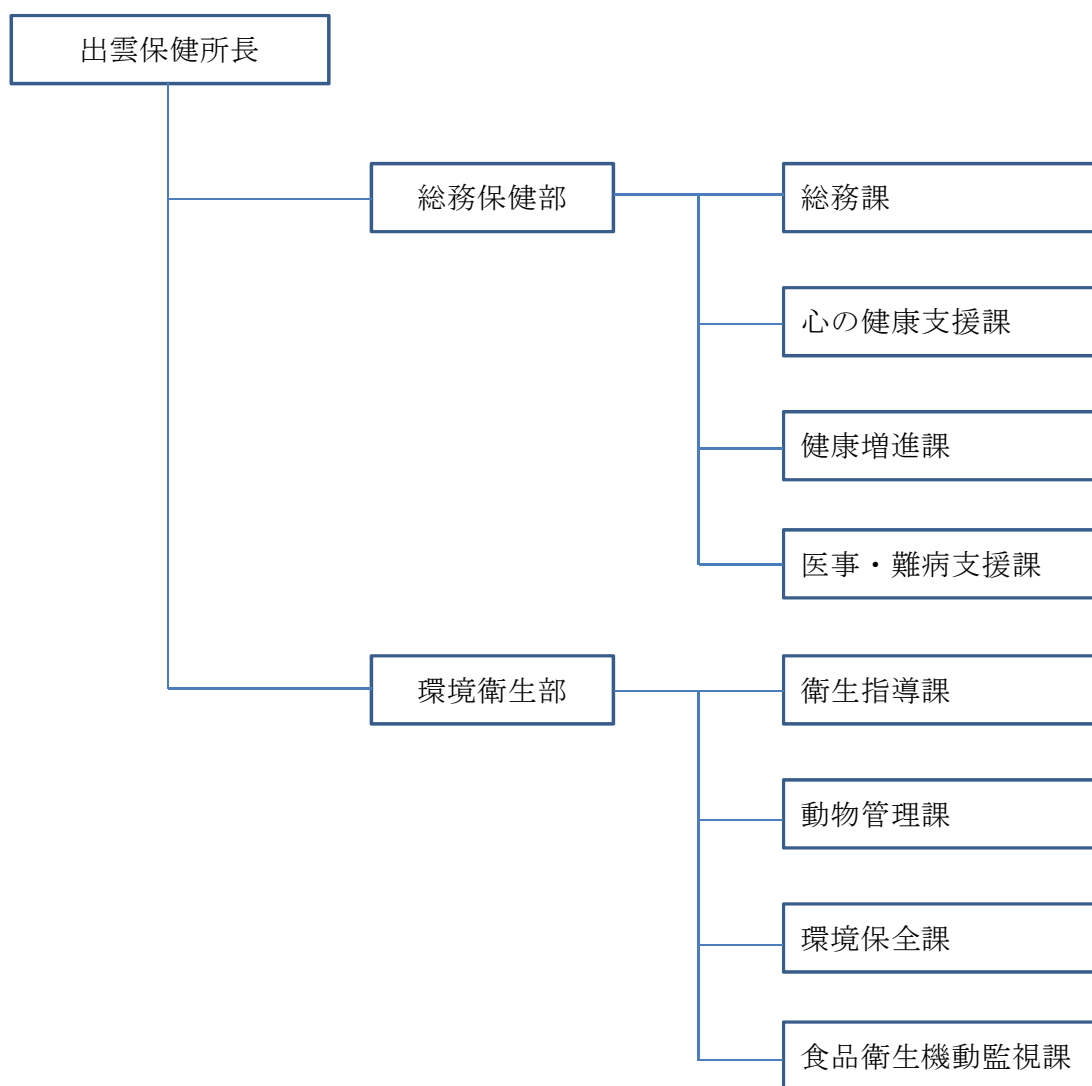 出雲保健所長
総務保健部
総務課
心の健康支援課
健康増進課
医事・難病支援課
環境衛生部
衛生指導課
動物管理課
環境保全課
食品衛生機動監視課